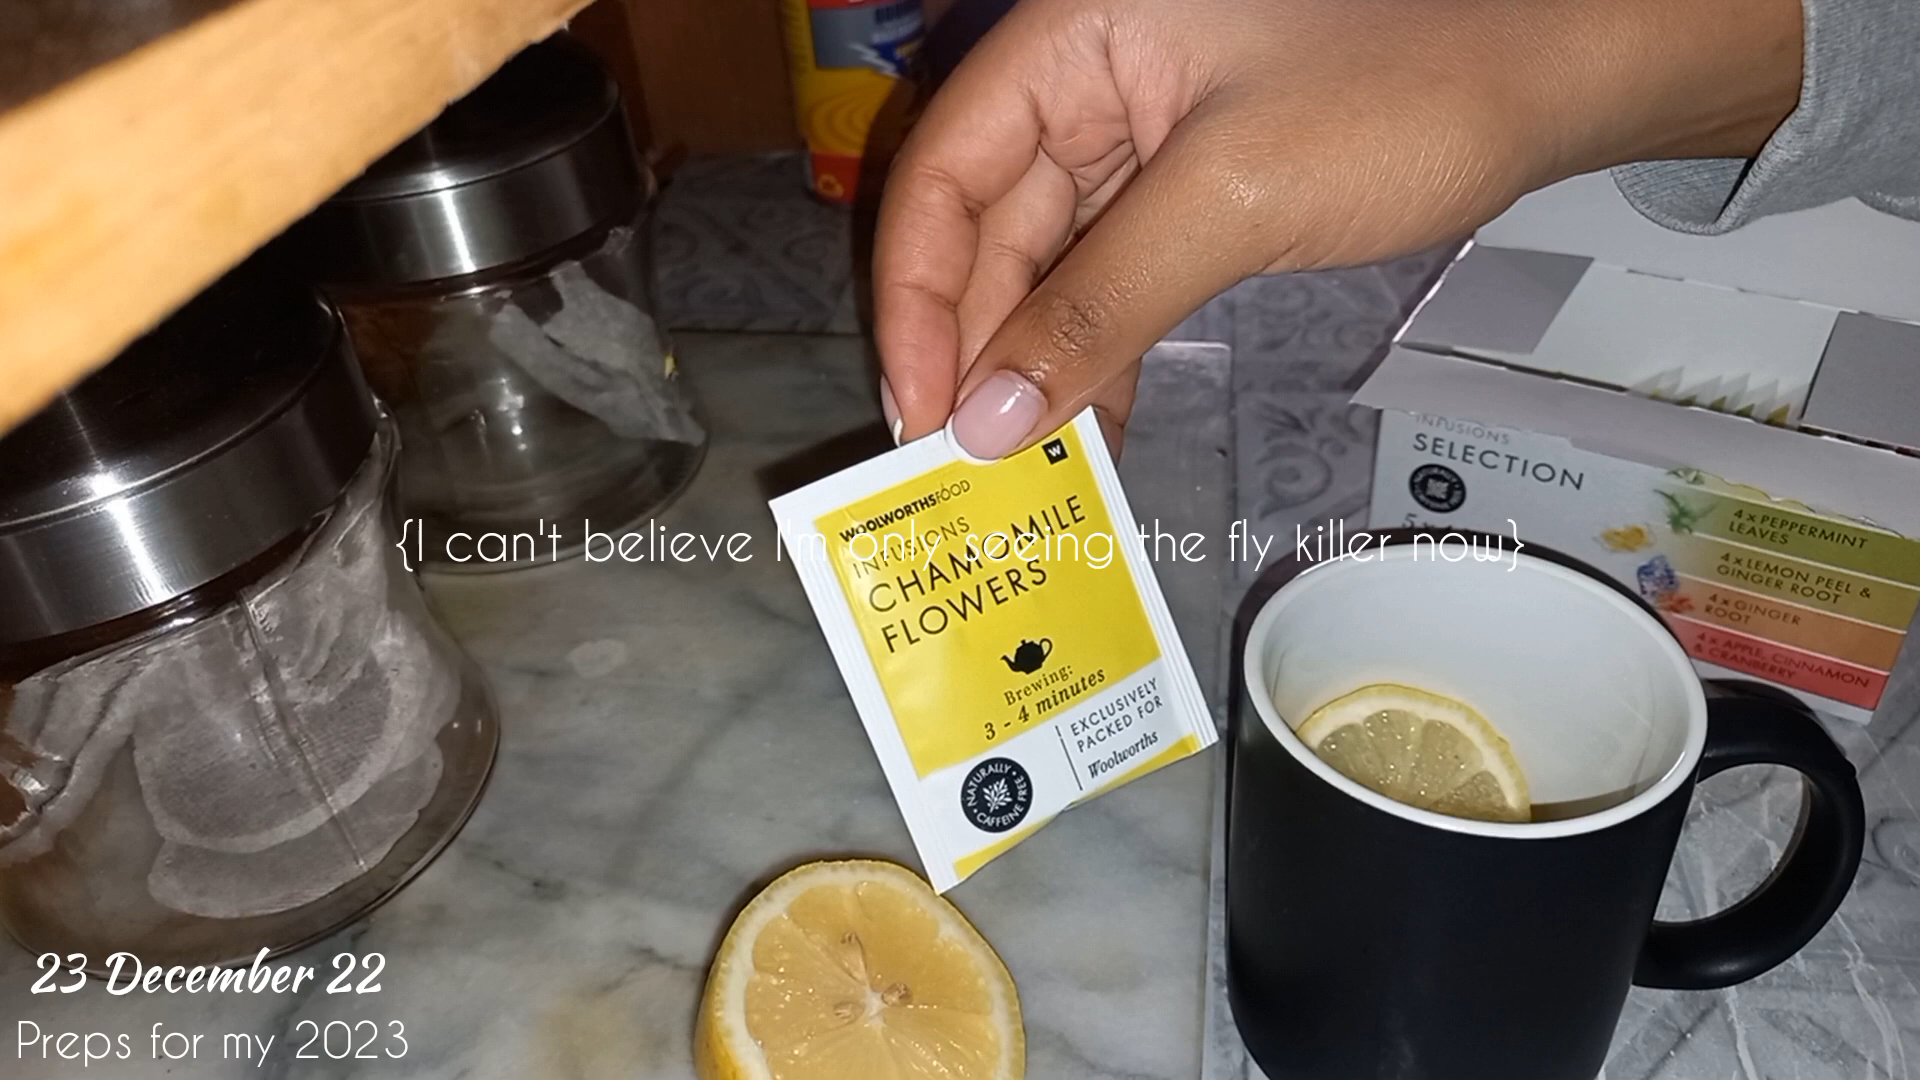 WOOLWORTHSFOOD
INFUSIONS
CHAMOMILE
FLOWERS
Brewing:
3 - 4 minutes
EXCLUSIVELY
PACKED FOR
Woolworths
NATURALLY
CAFFEINE FREE
W
INFUSIONS
SELECTION
4 x PEPPERMINT
LEAVES
4 x LEMON PEEL &
GINGER ROOT
4 x GINGER
ROOT
4 x APPLE, CINNAMON
& CRANBERRY
{I can't believe I'm only seeing the fly killer now}
23 December 22
Preps for my 2023